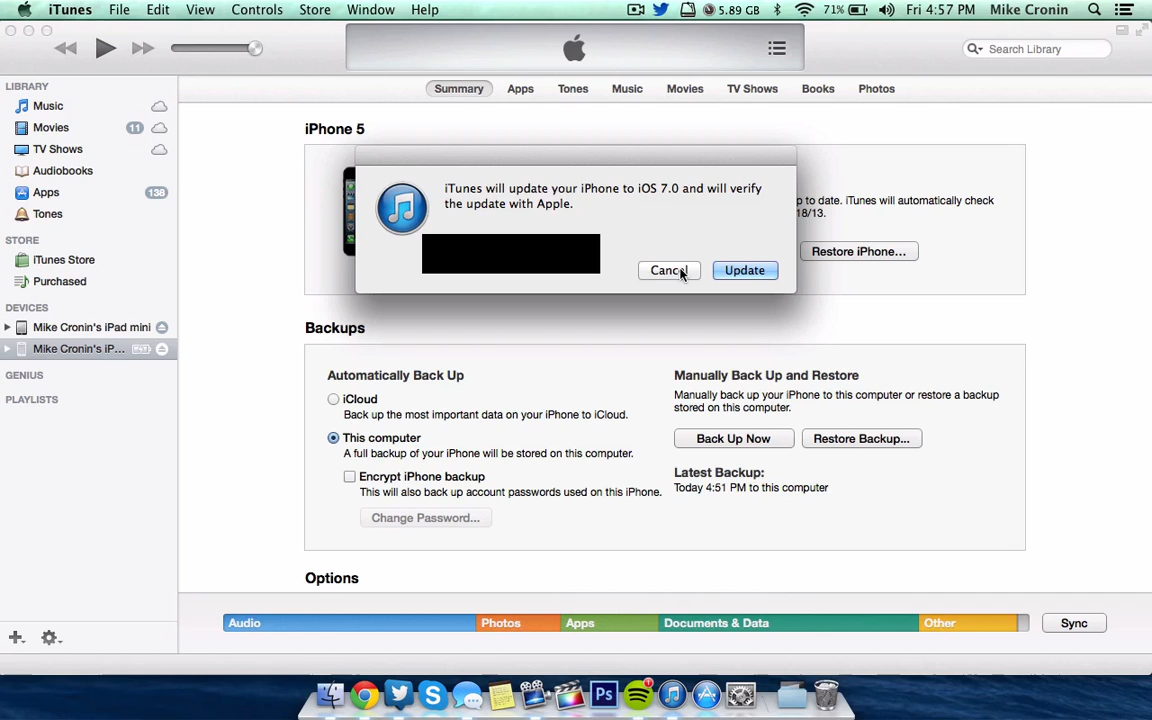 iTunes File Edit View Controls Store Window Help 5.89 GB 71% Fri 4:57 PM Mike Cronin
Search Library
LIBRARY
Music
Movies 11
TV Shows
Audiobooks
Apps 138
Tones
STORE
iTunes Store
Purchased
DEVICES
Mike Cronin's iPad mini
Mike Cronin's iP...
GENIUS
PLAYLISTS
Summary Apps Tones Music Movies TV Shows Books Photos
iPhone 5
iTunes will update your iPhone to iOS 7.0 and will verify
the update with Apple.
Cancel Update
to date. iTunes will automatically check
18/13.
Restore iPhone...
Backups
Automatically Back Up
iCloud
Back up the most important data on your iPhone to iCloud.
This computer
A full backup of your iPhone will be stored on this computer.
Encrypt iPhone backup
This will also back up account passwords used on this iPhone.
Change Password...
Manually Back Up and Restore
Manually back up your iPhone to this computer or restore a backup
stored on this computer.
Back Up Now Restore Backup...
Latest Backup:
Today 4:51 PM to this computer
Options
Audio Photos Apps Documents & Data Other Sync
Ps 1